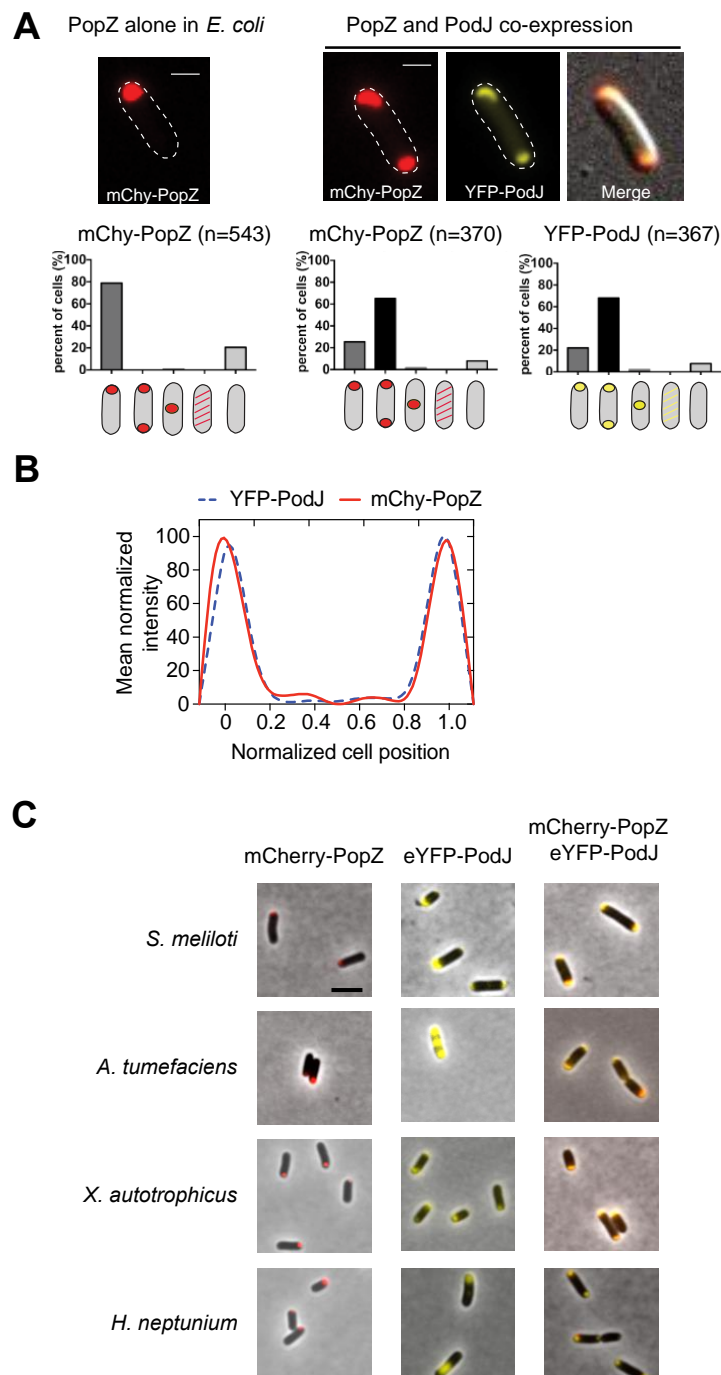 A
PopZ alone in E. coli
PopZ and PodJ co-expression
mChy-PopZ
mChy-PopZ
YFP-PodJ
Merge
mChy-PopZ (n=543)
mChy-PopZ (n=370)
YFP-PodJ (n=367)
percent of cells (%)
100
80
60
40
20
0
percent of cells (%)
100
80
60
40
20
0
percent of cells (%)
100
80
60
40
20
0
B
YFP-PodJ
mChy-PopZ
Mean normalized
intensity
100
80
60
40
20
0
0 0.2 0.4 0.6 0.8 1.0
Normalized cell position
C
mCherry-PopZ
eYFP-PodJ
mCherry-PopZ
eYFP-PodJ
S. meliloti
A. tumefaciens
X. autotrophicus
H. neptunium